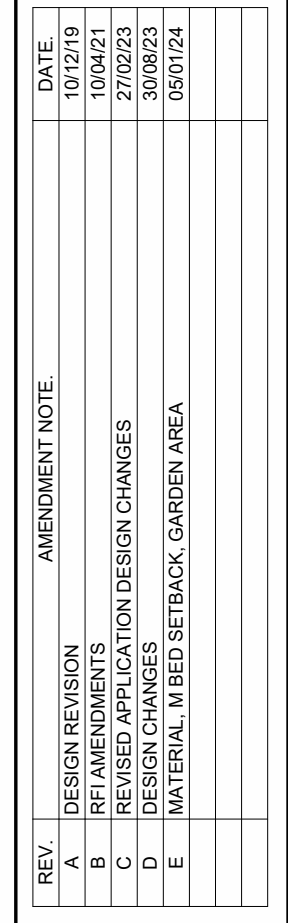 REV. AMENDMENT NOTE. DATE.
A DESIGN REVISION 10/12/19
B RFI AMENDMENTS 10/04/21
C REVISED APPLICATION DESIGN CHANGES 27/02/23
D DESIGN CHANGES 30/08/23
E MATERIAL, M BED SETBACK, GARDEN AREA 05/01/24